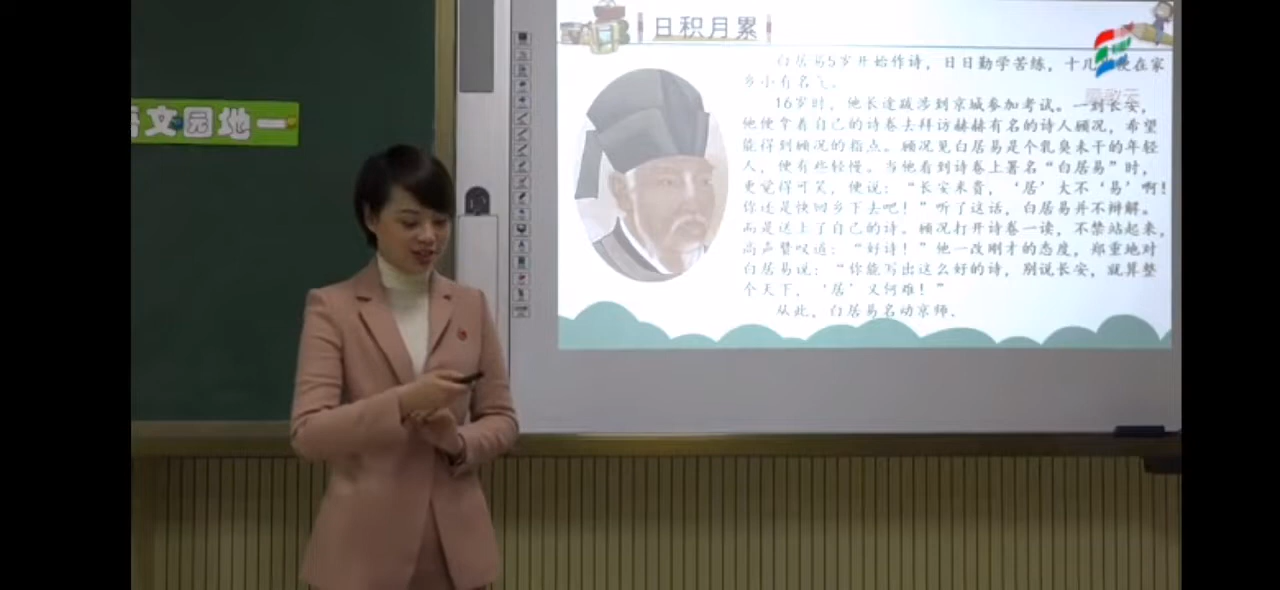 语文园地一
日积月累
白居易5岁开始作诗，日日勤学苦练，十几岁便在家
乡小有名气。
16岁时，他长途跋涉到京城参加考试。一到长安，
他便拿着自己的诗卷去拜访赫赫有名的诗人顾况，希望
能得到顾况的指点。顾况见白居易是个乳臭未干的年轻
人，便有些轻慢。当他看到诗卷上署名“白居易”时，
更觉得可笑，便说：“长安米贵，‘居’大不‘易’啊！
你还是快回乡下去吧！”听了这话，白居易并不辩解。
而是送上了自己的诗。顾况打开诗卷一读，不禁站起来，
高声赞叹道：“好诗！”他一改刚才的态度，郑重地对
白居易说：“你能写出这么好的诗，别说长安，就算整
个天下，‘居’又何难！”
从此，白居易名动京师。